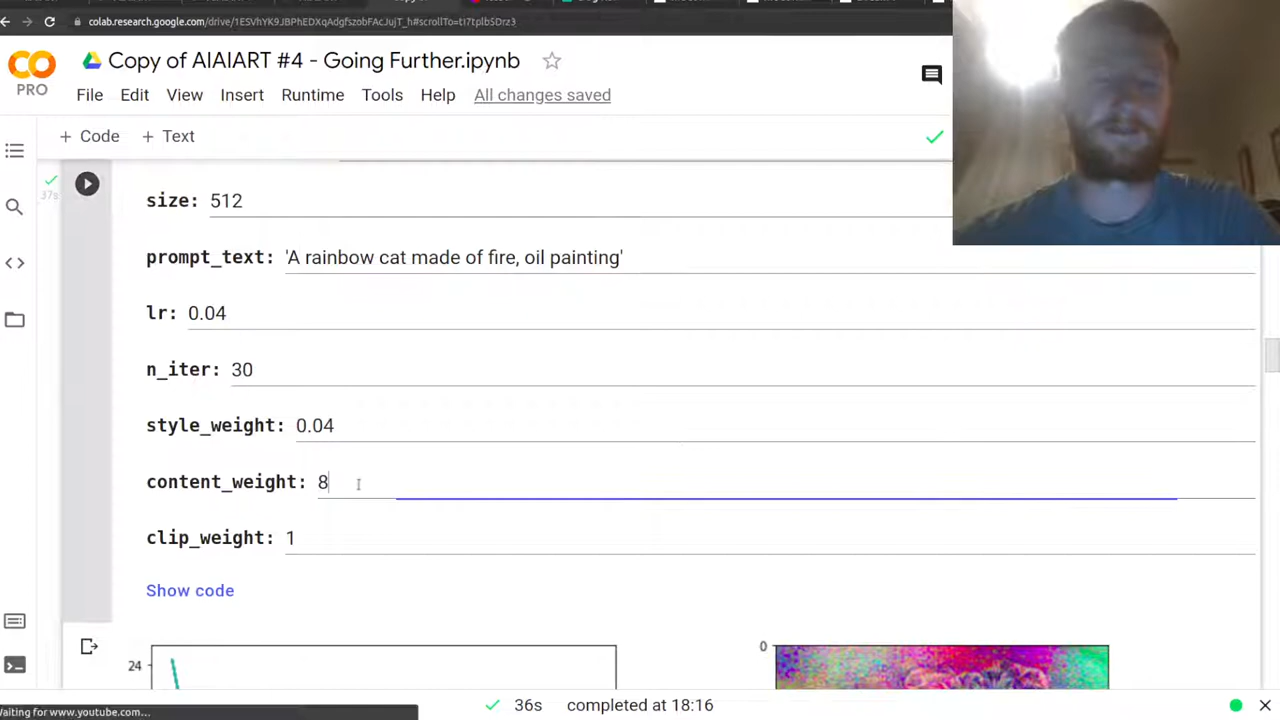 colab.research.google.com/drive/1ESVhYK9JBPhEDXqAdgfszobFAcJujT_h#scrollTo=t17tplbSDrz3
Copy of AIAIART #4 - Going Further.ipynb
PRO
File Edit View Insert Runtime Tools Help All changes saved
+ Code + Text
37s
size: 512
prompt_text: 'A rainbow cat made of fire, oil painting'
lr: 0.04
n_iter: 30
style_weight: 0.04
content_weight: 8
clip_weight: 1
Show code
24
0
36s completed at 18:16
Waiting for www.youtube.com...